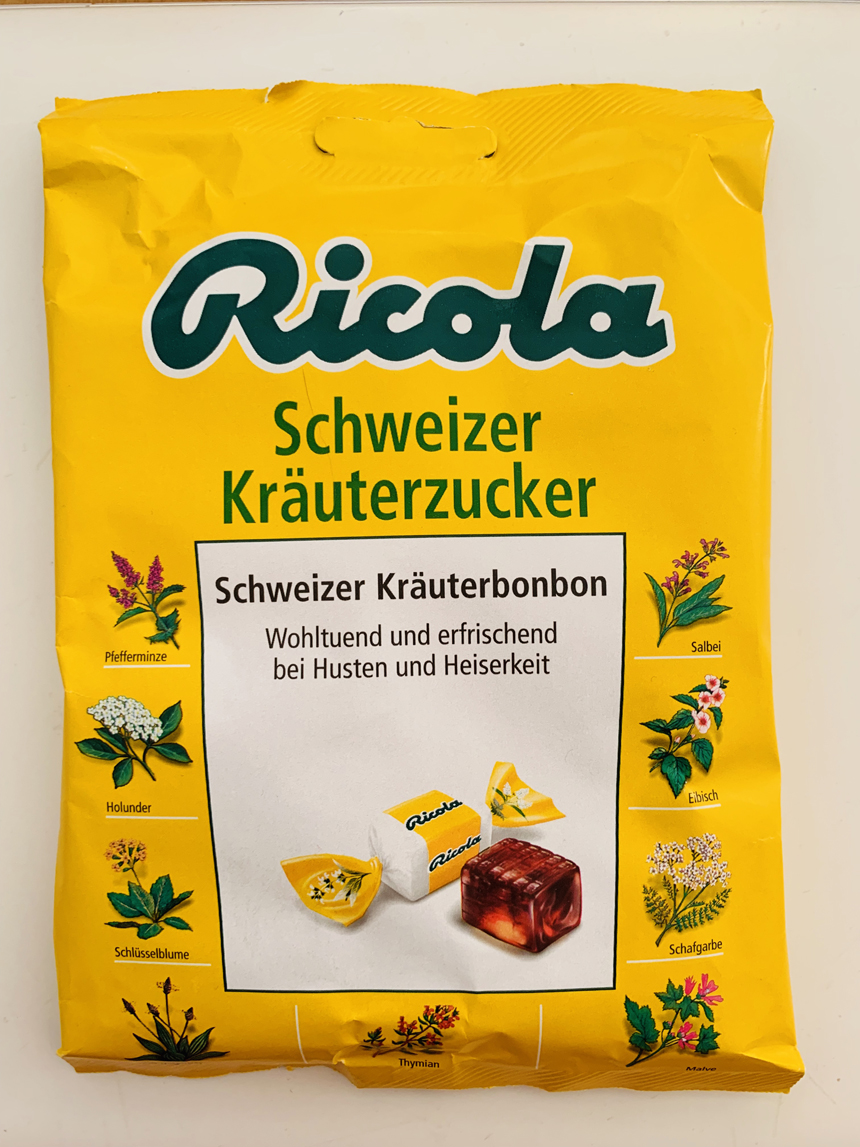 Ricola
Schweizer
Kräuterzucker
Schweizer Kräuterbonbon
Wohltuend und erfrischend
bei Husten und Heiserkeit
Pfefferminze
Holunder
Schlüsselblume
Ricola
Ricola
Salbei
Eibisch
Schafgarbe
Thymian
Malve